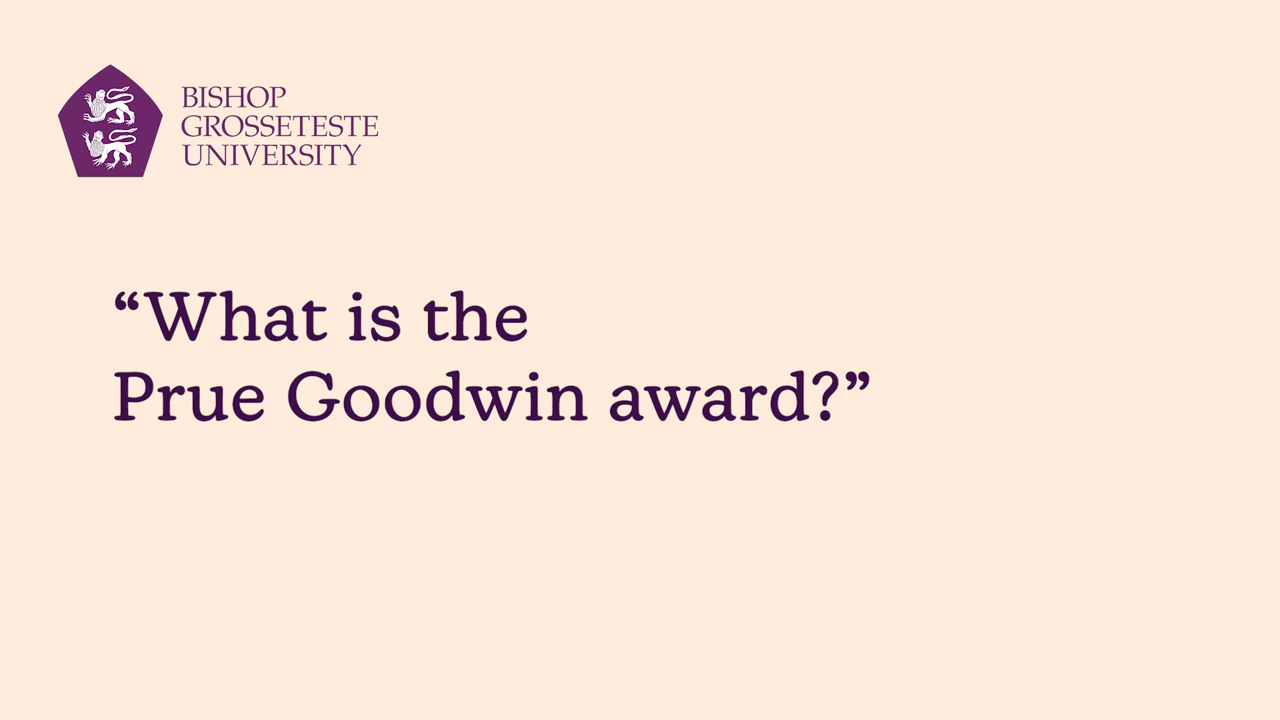 BISHOP
GROSSETESTE
UNIVERSITY
“What is the
Prue Goodwin award?”